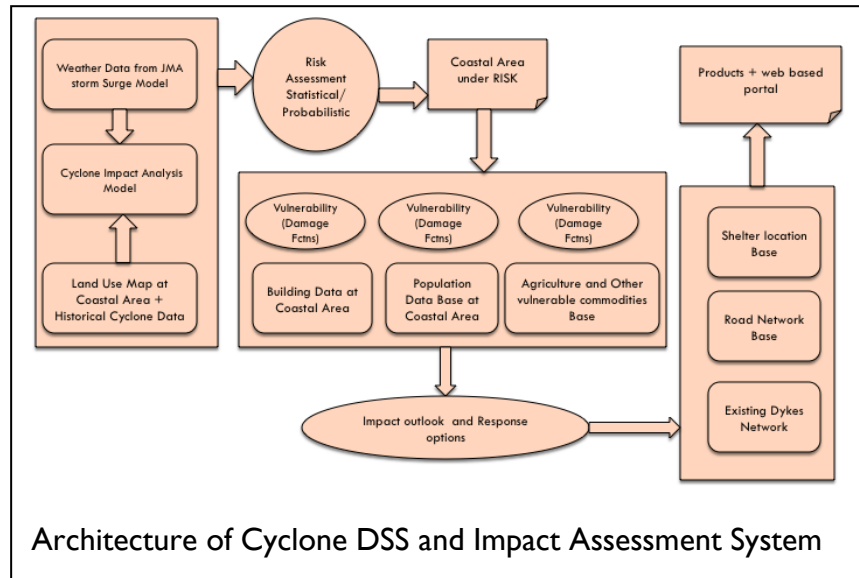 Weather Data from JMA
storm Surge Model
Cyclone Impact Analysis
Model
Land Use Map at
Coastal Area +
Historical Cyclone Data
Risk
Assessment
Statistical/
Probabilistic
Coastal Area
under RISK
Products + web based
portal
Vulnerability
(Damage
Fctns)
Vulnerability
(Damage
Fctns)
Vulnerability
(Damage
Fctns)
Building Data at
Coastal Area
Population
Data Base at
Coastal Area
Agriculture and Other
vulnerable commodities
Base
Shelter location
Base
Road Network
Base
Existing Dykes
Network
Impact outlook and Response
options
Architecture of Cyclone DSS and Impact Assessment System